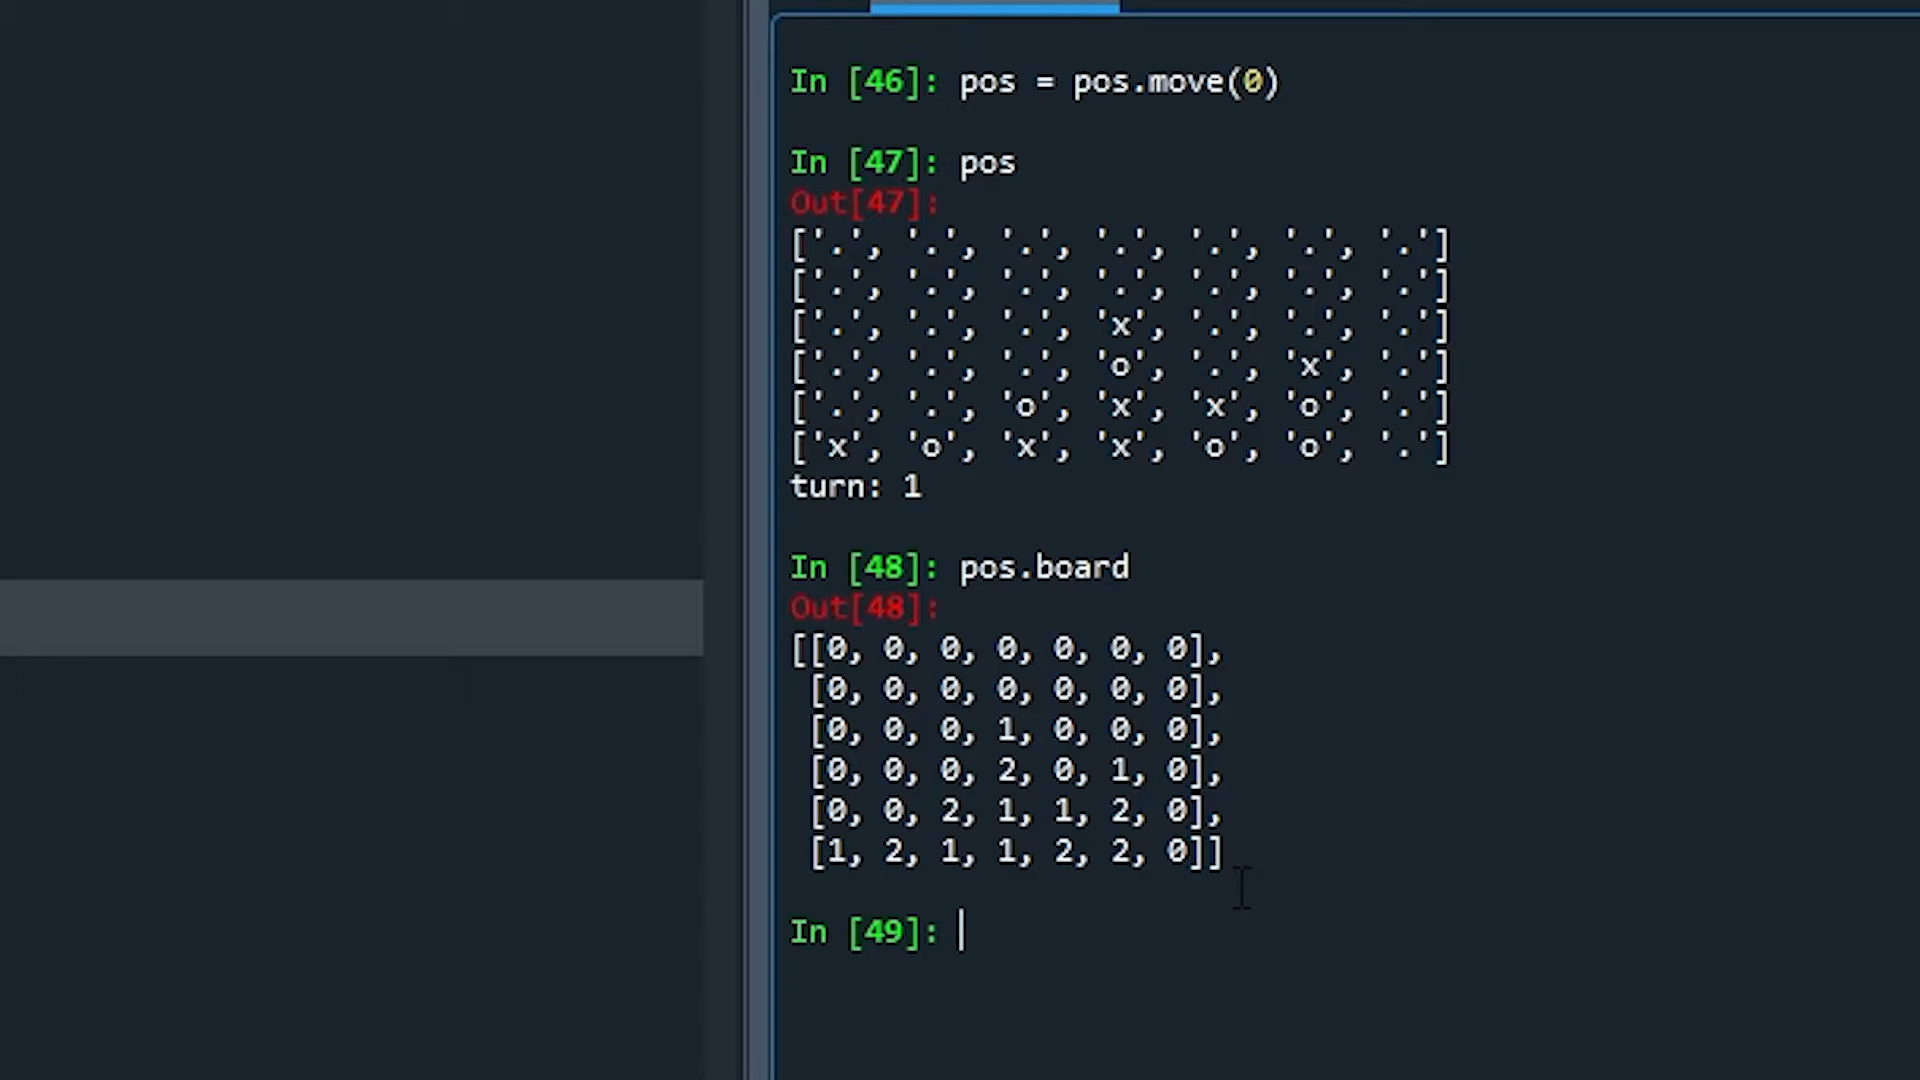 In [46]: pos = pos.move(0)
In [47]: pos
Out[47]:
['.', '.', '.', '.', '.', '.', '.']
['.', '.', '.', '.', '.', '.', '.']
['.', '.', '.', 'x', '.', '.', '.']
['.', '.', '.', 'o', '.', 'x', '.']
['.', '.', 'o', 'x', 'x', 'o', '.']
['x', 'o', 'x', 'x', 'o', 'o', '.']
turn: 1
In [48]: pos.board
Out[48]:
[[0, 0, 0, 0, 0, 0, 0],
[0, 0, 0, 0, 0, 0, 0],
[0, 0, 0, 1, 0, 0, 0],
[0, 0, 0, 2, 0, 1, 0],
[0, 0, 2, 1, 1, 2, 0],
[1, 2, 1, 1, 2, 2, 0]]
In [49]: